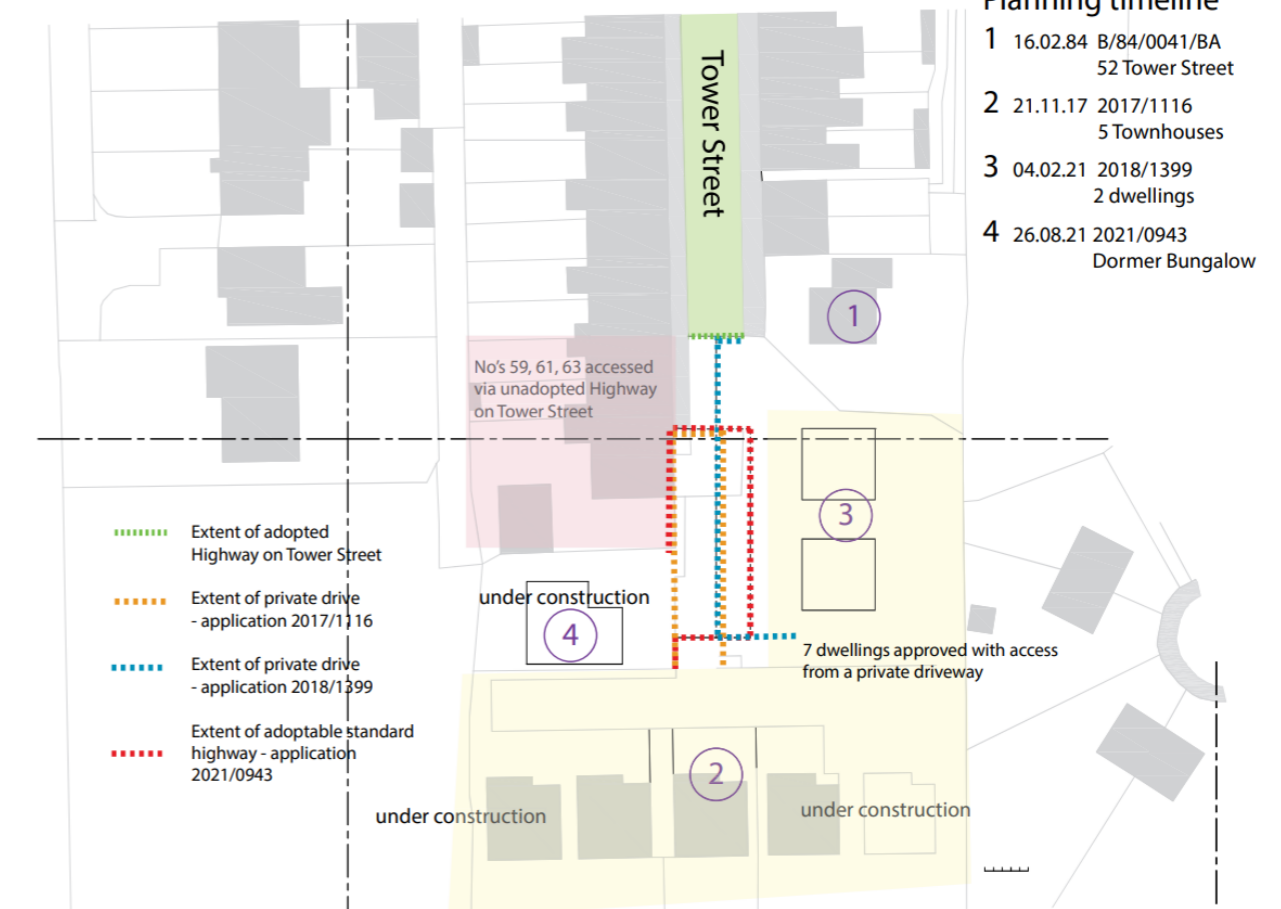 Planning timeline
1 16.02.84 B/84/0041/BA
52 Tower Street
2 21.11.17 2017/1116
5 Townhouses
3 04.02.21 2018/1399
2 dwellings
4 26.08.21 2021/0943
Dormer Bungalow
Tower Street
1
No's 59, 61, 63 accessed
via unadopted Highway
on Tower Street
3
Extent of adopted
Highway on Tower Street
Extent of private drive
- application 2017/1116
Extent of private drive
- application 2018/1399
Extent of adoptable standard
highway - application
2021/0943
under construction
4
7 dwellings approved with access
from a private driveway
2
under construction
under construction